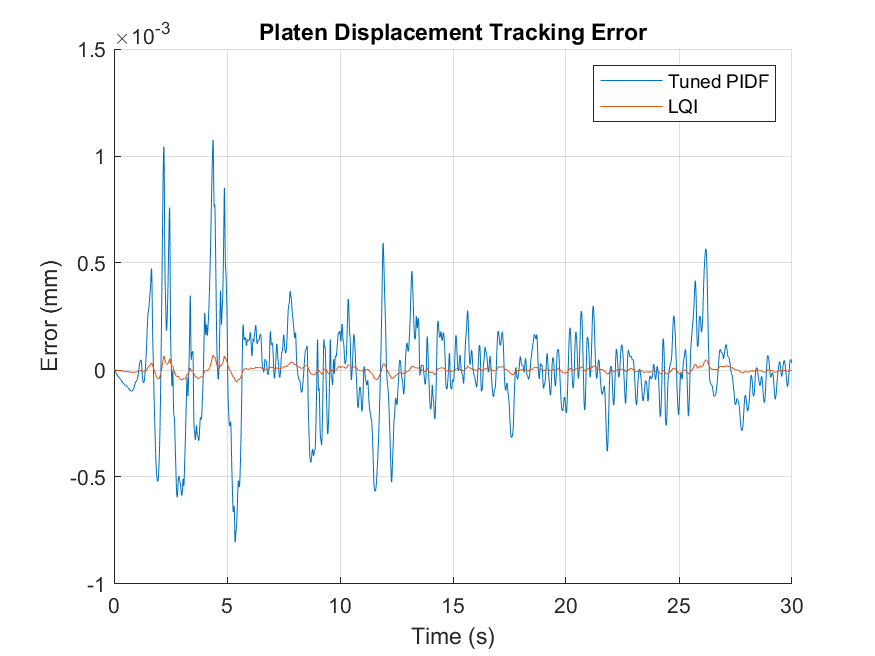 Platen Displacement Tracking Error
×10-3
1.5
1
0.5
0
-0.5
-1
Error (mm)
Tuned PIDF
LQI
0 5 10 15 20 25 30
Time (s)